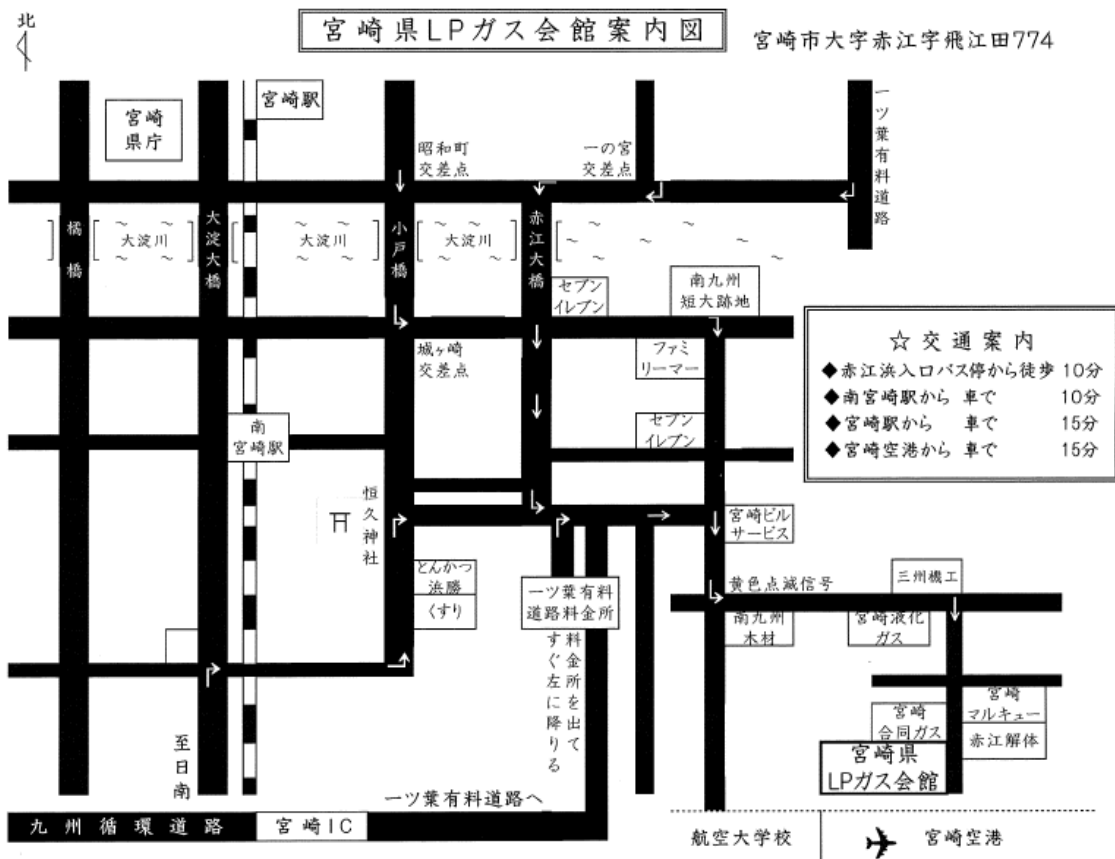 北
宮崎県LPガス会館案内図
宮崎市大字赤江字飛江田774
宮崎
県庁
宮崎駅
昭和町
交差点
一の宮
交差点
一ツ葉有料道路
橘橋
大淀川
大淀大橋
大淀川
小戸橋
大淀川
赤江大橋
セブン
イレブン
南九州
短大跡地
城ヶ崎
交差点
ファミ
リーマー
☆交通案内
◆赤江浜入口バス停から徒歩 10分
◆南宮崎駅から 車で 10分
◆宮崎駅から 車で 15分
◆宮崎空港から 車で 15分
南
宮崎駅
セブン
イレブン
恒久神社
宮崎ビル
サービス
とんかつ
浜勝
くすり
一ツ葉有料
道路料金所
料金所を出て
すぐ左に降りる
黄色点滅信号
三州機工
南九州
木材
宮崎液化
ガス
宮崎
合同ガス
宮崎
マルキュー
赤江解体
宮崎県
LPガス会館
至日南
一ツ葉有料道路へ
九州循環道路
宮崎IC
航空大学校
宮崎空港